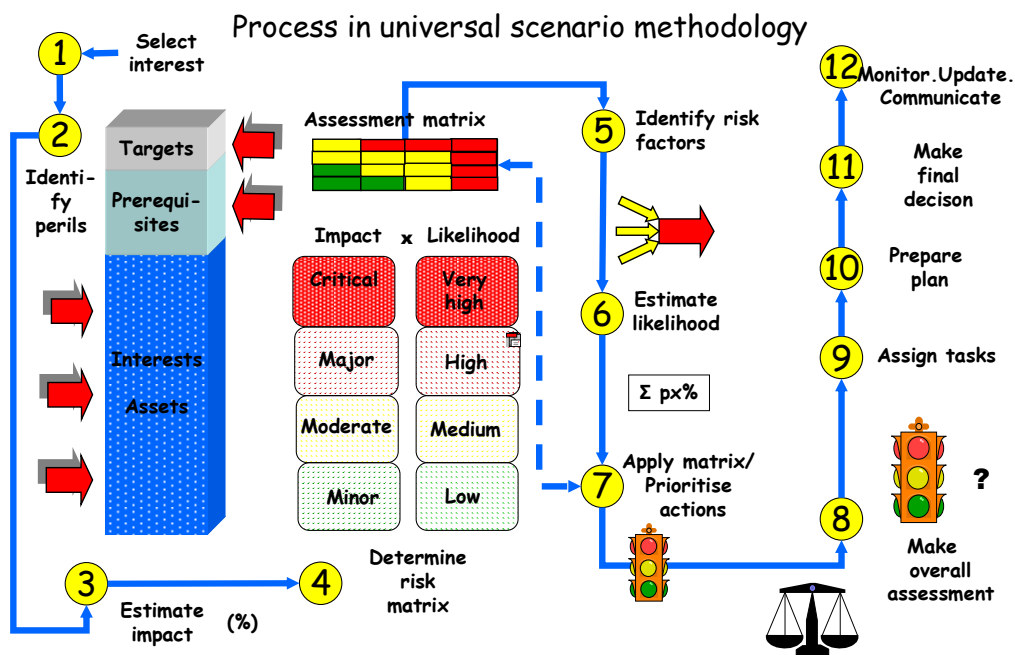 Process in universal scenario methodology
1
Select
interest
2
Identi-
fy
perils
Targets
Prerequi-
sites
Interests
Assets
3
Estimate
impact
(%)
4
Determine
risk
matrix
Assessment matrix
Impact x Likelihood
Critical
Very
high
Major
High
Moderate
Medium
Minor
Low
5
Identify risk
factors
6
Estimate
likelihood
Σ px%
7
Apply matrix/
Prioritise
actions
8
Make
overall
assessment
?
9
Assign tasks
10
Prepare
plan
11
Make
final
decison
12
Monitor.Update.
Communicate